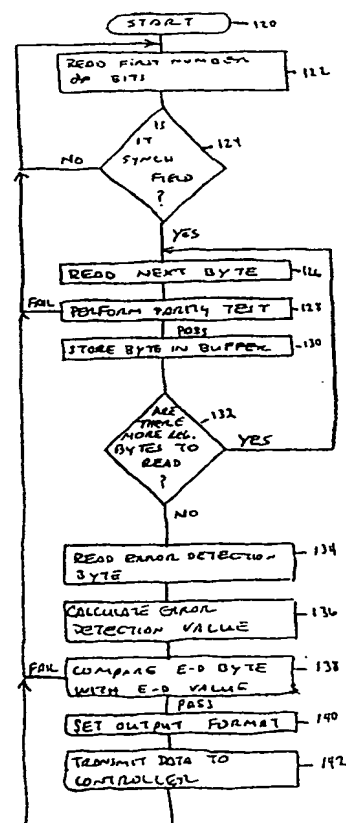 START
120
READ FIRST NUMBER
OF BITS
122
IS
IT
SYNCH
FIELD
?
124
NO
YES
READ NEXT BYTE
126
FAIL
PERFORM PARITY TEST
128
PASS
STORE BYTE IN BUFFER
130
ARE
THERE
MORE
BYTES TO
READ
?
132
YES
NO
READ ERROR DETECTION
BYTE
134
CALCULATE ERROR
DETECTION VALUE
136
FAIL
COMPARE E-D BYTE
WITH E-D VALUE
138
PASS
SET OUTPUT FORMAT
140
TRANSMIT DATA TO
CONTROLLER
142